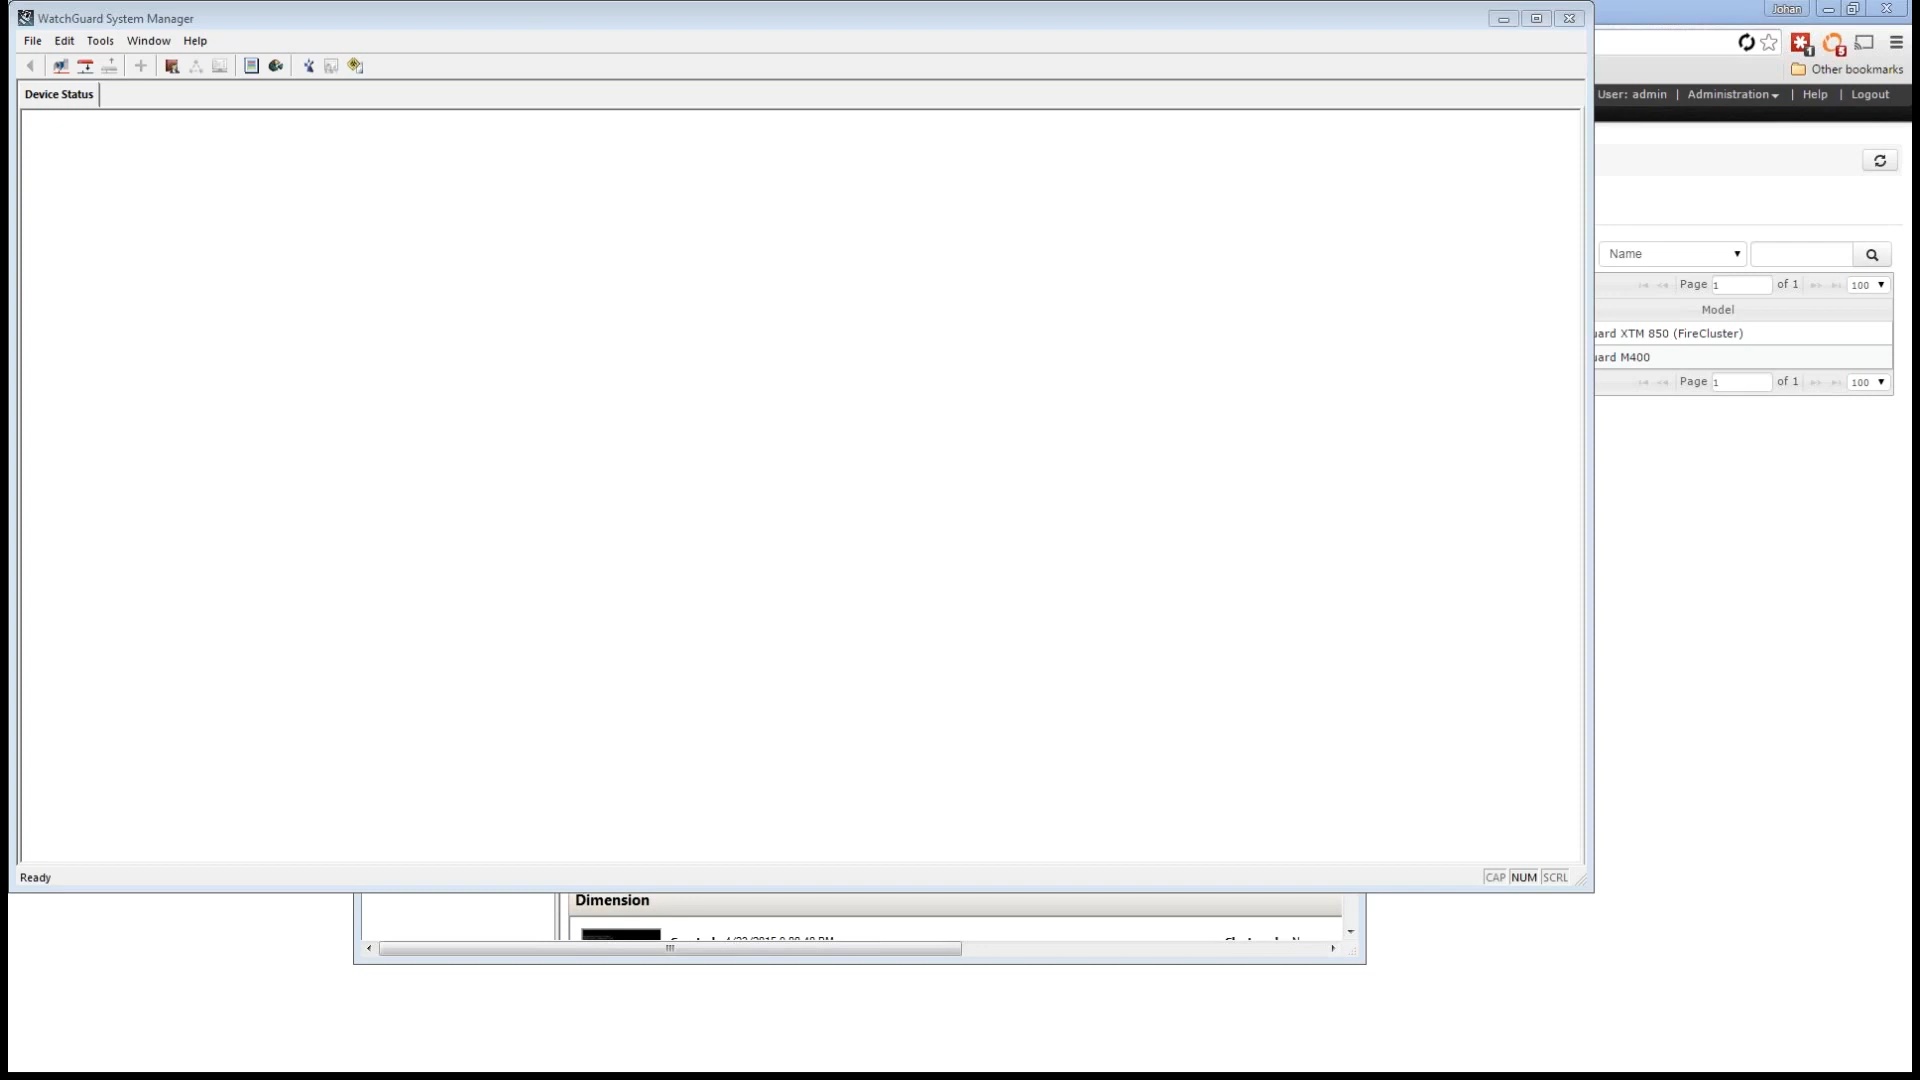 WatchGuard System Manager
Johan
File Edit Tools Window Help
1 5
Other bookmarks
Device Status
User: admin | Administration | Help | Logout
Name
Page 1 of 1 100
Model
uard XTM 850 (FireCluster)
uard M400
Page 1 of 1 100
Ready
CAP NUM SCRL
Dimension